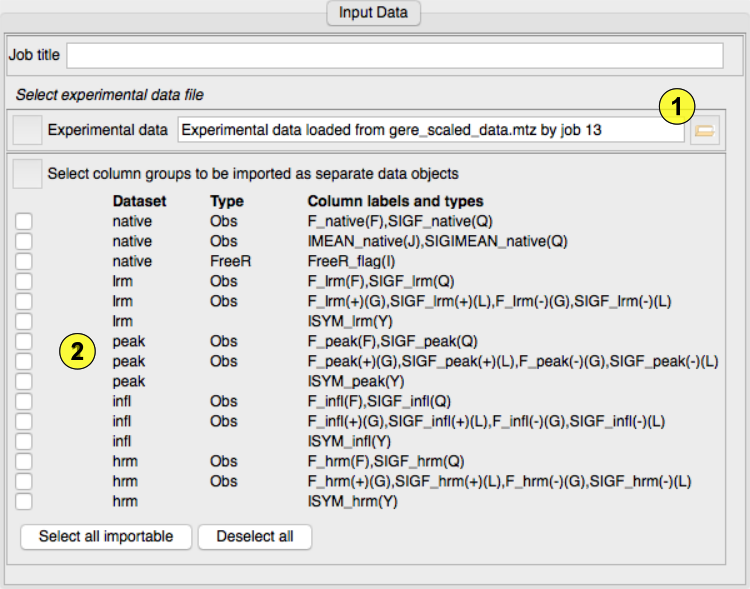 Input Data
Job title
Select experimental data file
1
Experimental data Experimental data loaded from gere_scaled_data.mtz by job 13
Select column groups to be imported as separate data objects
Dataset Type Column labels and types
native Obs F_native(F),SIGF_native(Q)
native Obs IMEAN_native(J),SIGIMEAN_native(Q)
native FreeR FreeR_flag(I)
lrm Obs F_lrm(F),SIGF_lrm(Q)
lrm Obs F_lrm(+)(G),SIGF_lrm(+)(L),F_lrm(-)(G),SIGF_lrm(-)(L)
lrm ISYM_lrm(Y)
2
peak Obs F_peak(F),SIGF_peak(Q)
peak Obs F_peak(+)(G),SIGF_peak(+)(L),F_peak(-)(G),SIGF_peak(-)(L)
peak ISYM_peak(Y)
infl Obs F_infl(F),SIGF_infl(Q)
infl Obs F_infl(+)(G),SIGF_infl(+)(L),F_infl(-)(G),SIGF_infl(-)(L)
infl ISYM_infl(Y)
hrm Obs F_hrm(F),SIGF_hrm(Q)
hrm Obs F_hrm(+)(G),SIGF_hrm(+)(L),F_hrm(-)(G),SIGF_hrm(-)(L)
hrm ISYM_hrm(Y)
Select all importable Deselect all